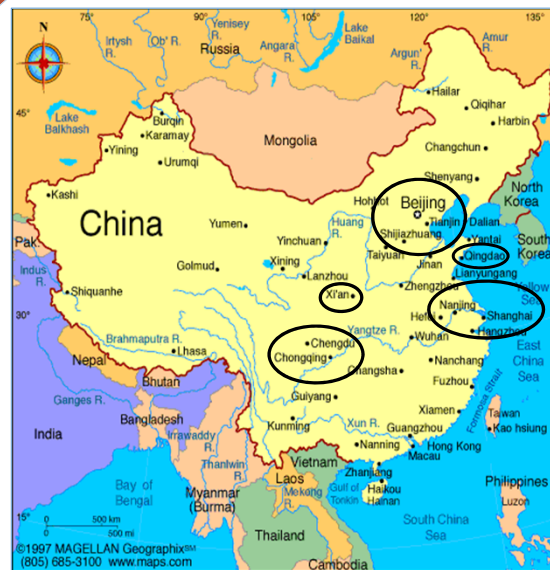 75°
90°
105°
120°
135°
Irtysh
R.
Ob' R.
Yenisey
R.
Russia
Angara
R.
Lake
Baikal
Argun'
R.
Amur
R.
45°
Lake
Balkhash
Burqin
Karamay
Yining
Urumqi
Mongolia
Hailar
Qiqihar
Harbin
Changchun
Shenyang
Kashi
China
Yumen
Hohhot
Huang
R.
Beijing
Tianjin
Dalian
North
Korea
Pak.
Indus
R.
Golmud
Yinchuan
Xining
Lanzhou
Shijiazhuang
Taiyuan
Jinan
Yantai
Qingdao
South
Korea
Lianyungang
Shiquanhe
Xi'an
Zhengzhou
Yellow
Sea
30°
Nanjing
Hefei
Shanghai
Hangzhou
Brahmaputra R.
Lhasa
Yangtze R.
Chengdu
Chongqing
Wuhan
East
China
Sea
Nepal
Bhutan
Nanchang
Changsha
Fuzhou
Ganges R.
Guiyang
Formosa Strait
Bangladesh
Kunming
Xun R.
Xiamen
Taiwan
Kao hsiung
India
Irrawaddy
R.
Guangzhou
Nanning
Hong Kong
Macau
Thanlwin
R.
Vietnam
Zhanjiang
Bay of
Bengal
Myanmar
(Burma)
Laos
Mekong
R.
Gulf of
Tonkin
Haikou
Hainan
Philippines
Luzon
15°
0 500 km
0 500 mi
Thailand
South China
Sea
©1997 MAGELLAN Geographix℠
(805) 685-3100 www.maps.com
Cambodia